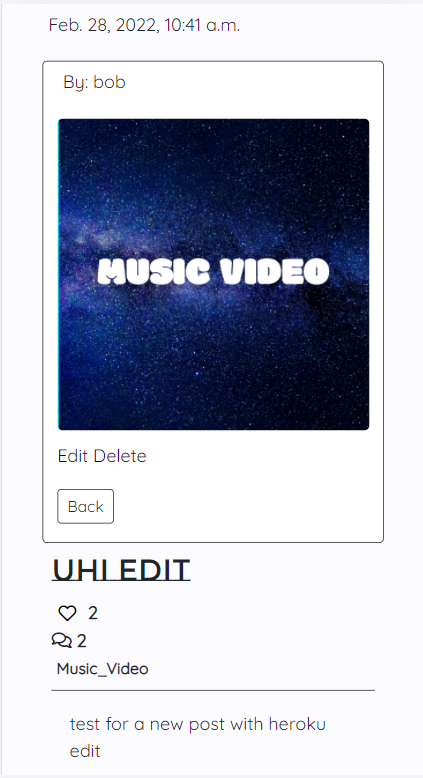 Feb. 28, 2022, 10:41 a.m.
By: bob
MUSIC VIDEO
Edit Delete
Back
UHI EDIT
2
2
Music_Video
test for a new post with heroku
edit